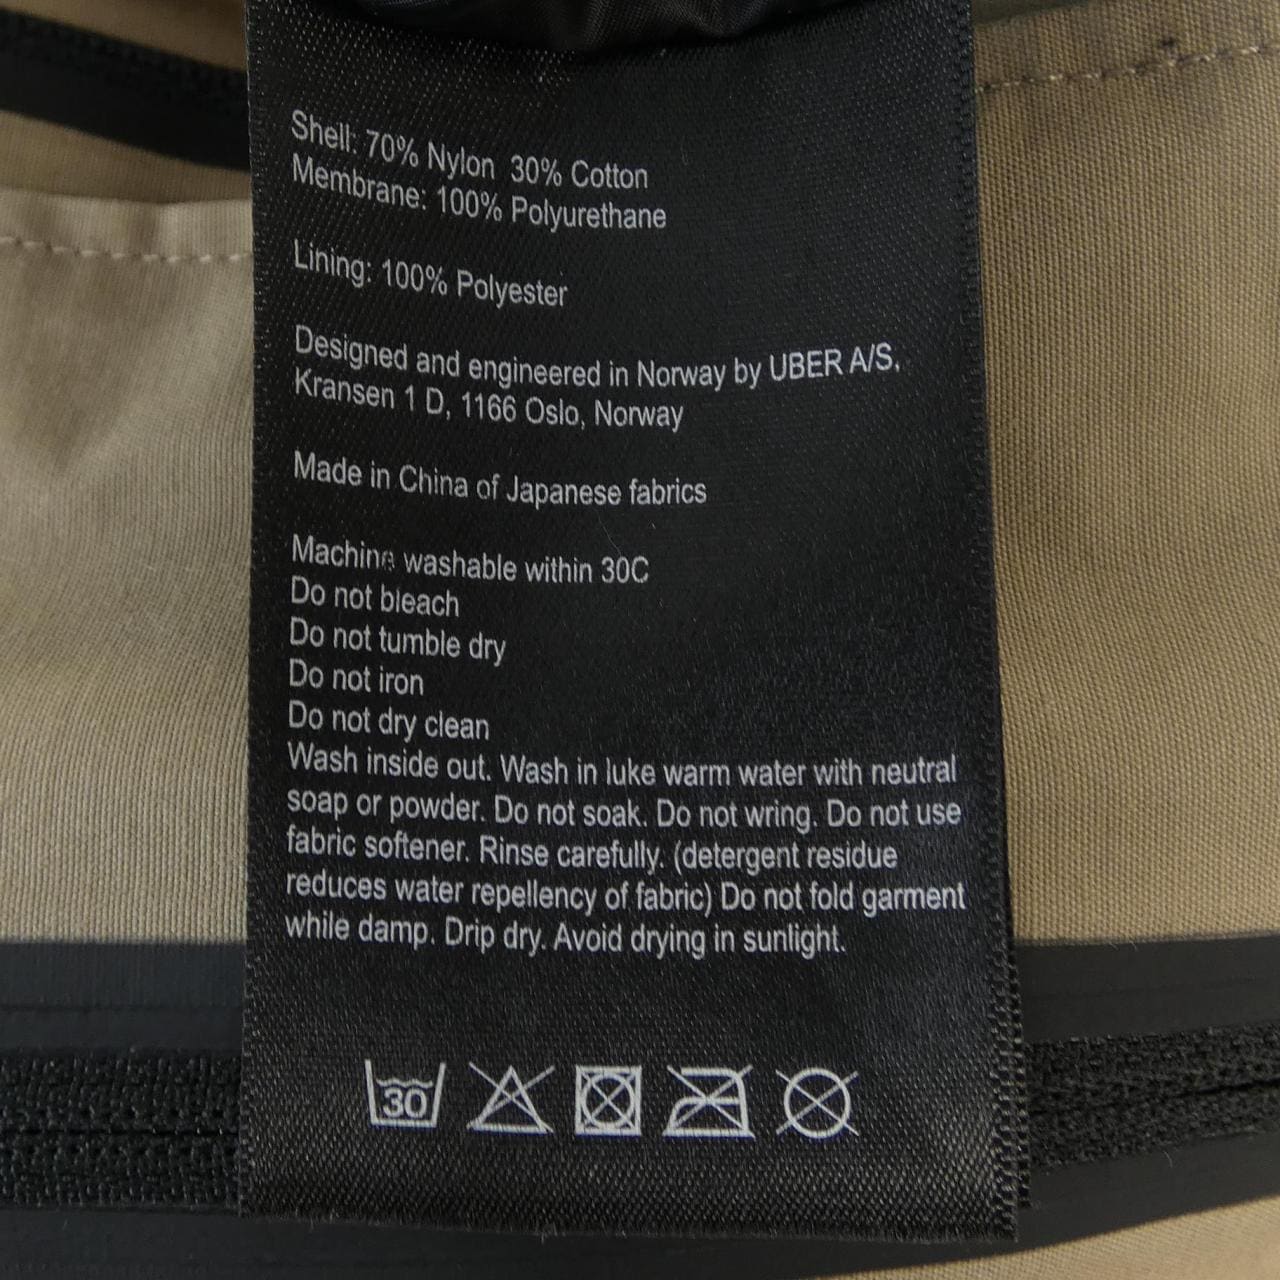 Shell: 70% Nylon 30% Cotton
Membrane: 100% Polyurethane
Lining: 100% Polyester
Designed and engineered in Norway by UBER A/S.
Kransen 1 D, 1166 Oslo, Norway
Made in China of Japanese fabrics
Machine washable within 30C
Do not bleach
Do not tumble dry
Do not iron
Do not dry clean
Wash inside out. Wash in luke warm water with neutral
soap or powder. Do not soak. Do not wring. Do not use
fabric softener. Rinse carefully. (detergent residue
reduces water repellency of fabric) Do not fold garment
while damp. Drip dry. Avoid drying in sunlight.
30